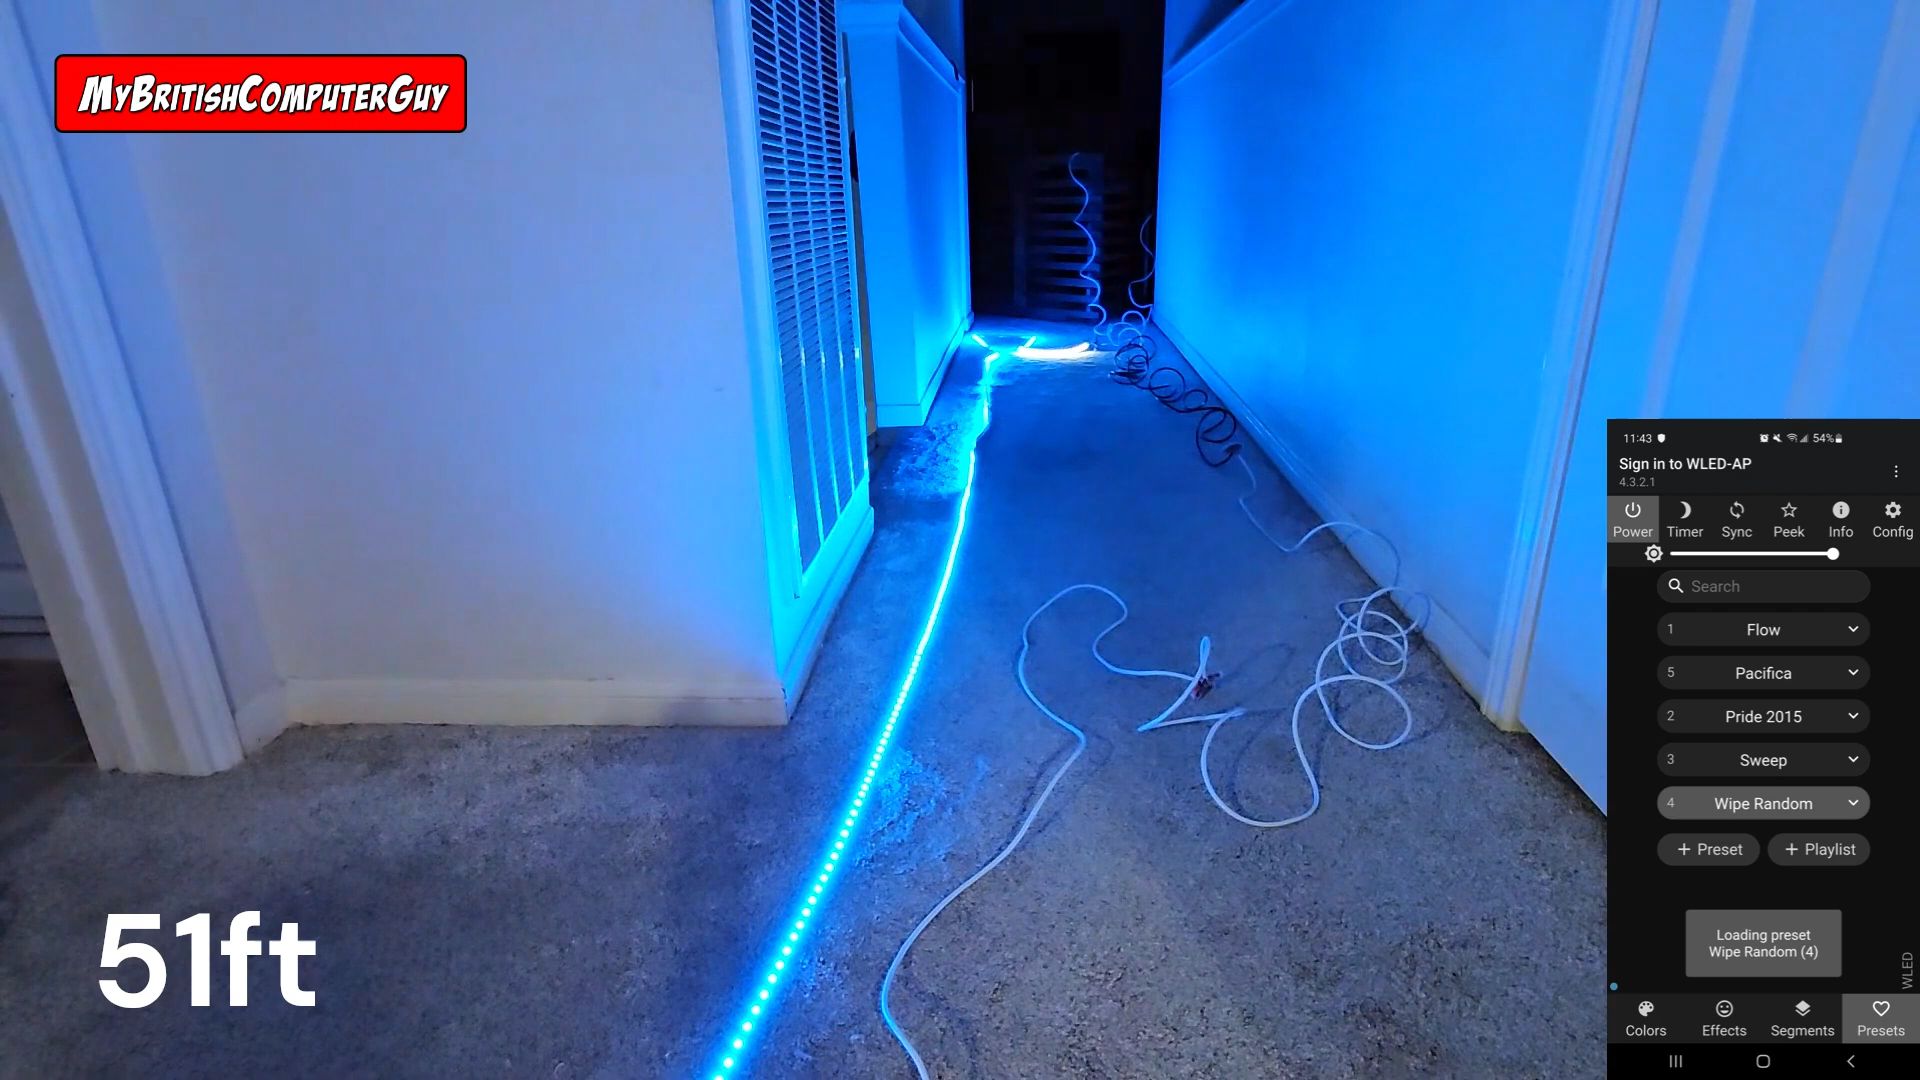 MyBritishComputerGuy
51ft
11:43
54%
Sign in to WLED-AP
4.3.2.1
Power Timer Sync Peek Info Config
Search
1 Flow
5 Pacifica
2 Pride 2015
3 Sweep
4 Wipe Random
+ Preset + Playlist
Loading preset
Wipe Random (4)
WLED
Colors Effects Segments Presets